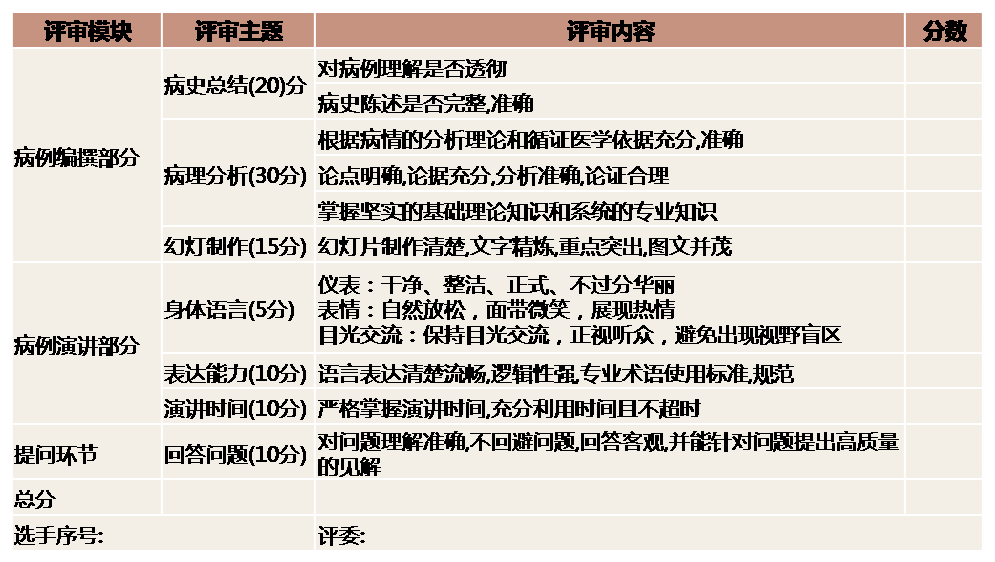 评审模块 评审主题 评审内容 分数
病例编撰部分 病史总结(20)分 对病例理解是否透彻
病史陈述是否完整,准确
病理分析(30分) 根据病情的分析理论和循证医学依据充分,准确
论点明确,论据充分,分析准确,论证合理
掌握坚实的基础理论知识和系统的专业知识
幻灯制作(15分) 幻灯片制作清楚,文字精炼,重点突出,图文并茂
病例演讲部分 身体语言(5分) 仪表：干净、整洁、正式、不过分华丽
表情：自然放松，面带微笑，展现热情
目光交流：保持目光交流，正视听众，避免出现视野盲区
表达能力(10分) 语言表达清楚流畅,逻辑性强,专业术语使用标准,规范
演讲时间(10分) 严格掌握演讲时间,充分利用时间且不超时
提问环节 回答问题(10分) 对问题理解准确,不回避问题,回答客观,并能针对问题提出高质量
的见解
总分
选手序号: 评委: